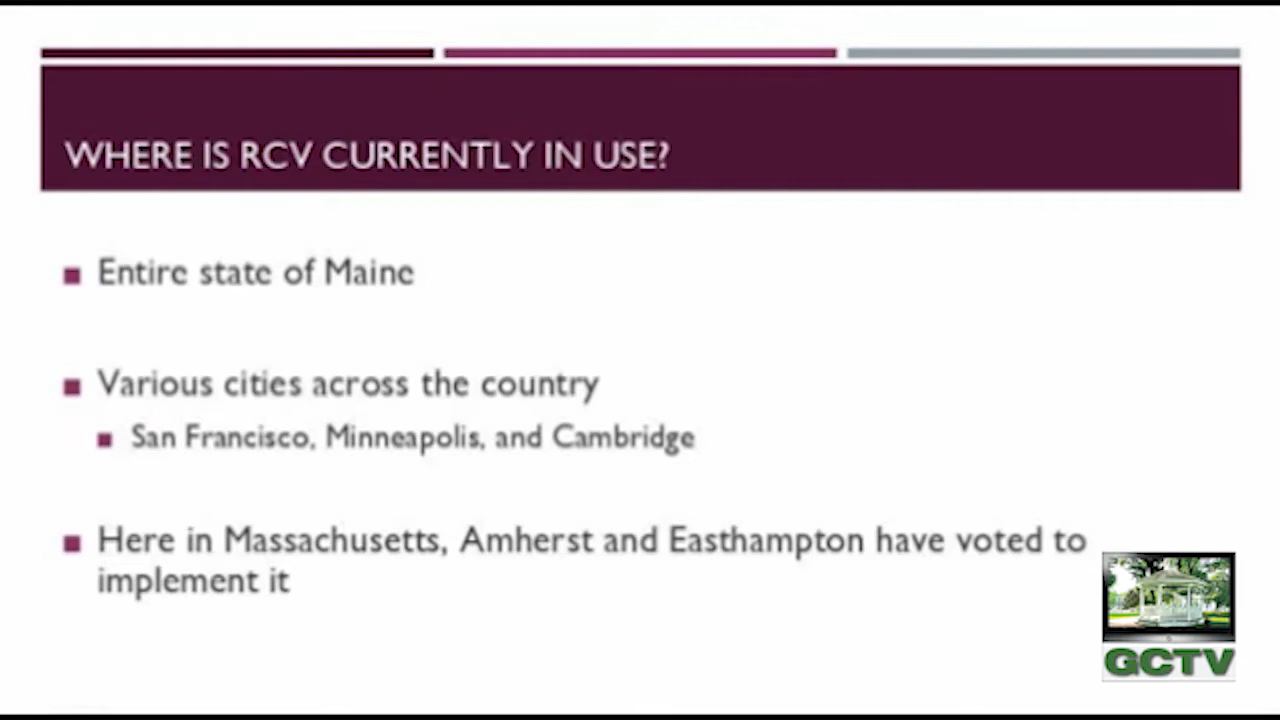 WHERE IS RCV CURRENTLY IN USE?
Entire state of Maine
Various cities across the country
San Francisco, Minneapolis, and Cambridge
Here in Massachusetts, Amherst and Easthampton have voted to
implement it
GCTV